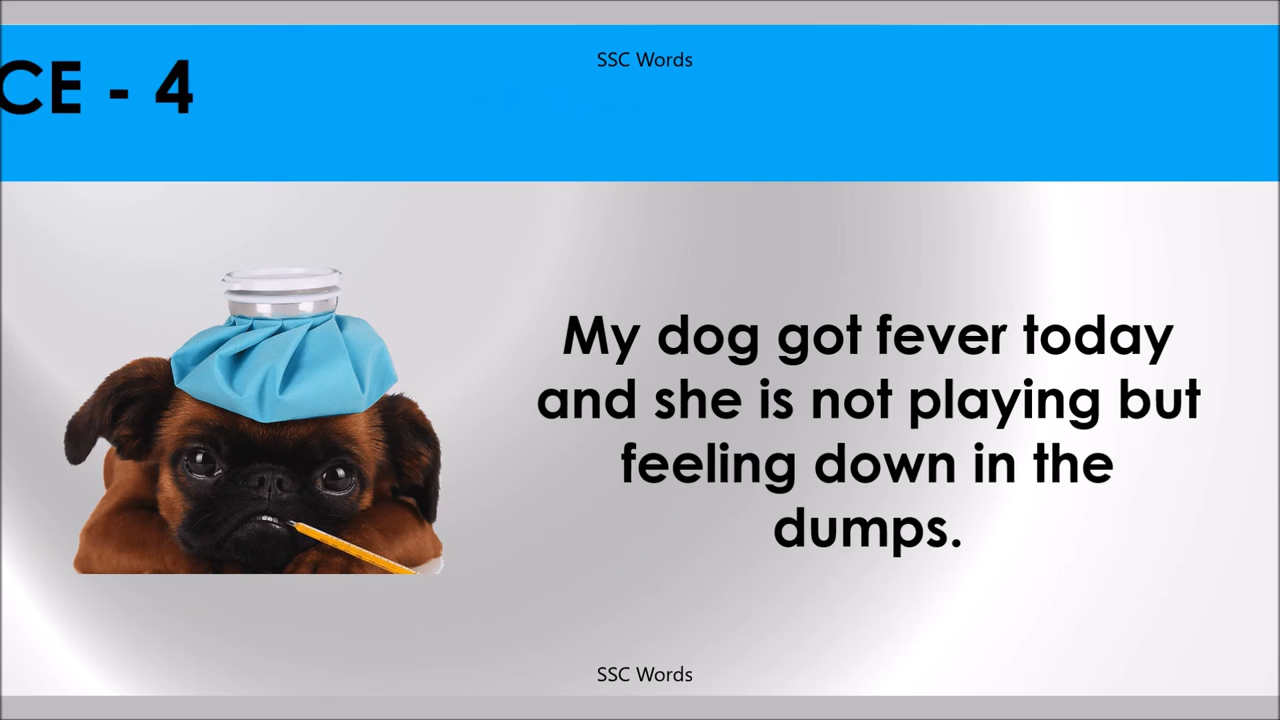 SSC Words
CE - 4
My dog got fever today
and she is not playing but
feeling down in the
dumps.
SSC Words